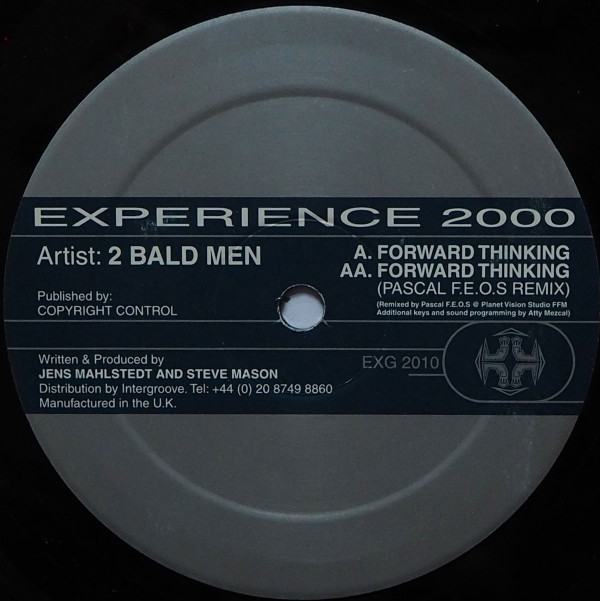 EXPERIENCE 2000
Artist: 2 BALD MEN
A. FORWARD THINKING
AA. FORWARD THINKING
(PASCAL F.E.O.S REMIX)
(Remixed by Pascal F.E.O.S @ Planet Vision Studio FFM
Additional keys and sound programming by Atty Mezcal)
Published by:
COPYRIGHT CONTROL
Written & Produced by
JENS MAHLSTEDT AND STEVE MASON
Distribution by Intergroove. Tel: +44 (0) 20 8749 8860
Manufactured in the U.K.
EXG 2010